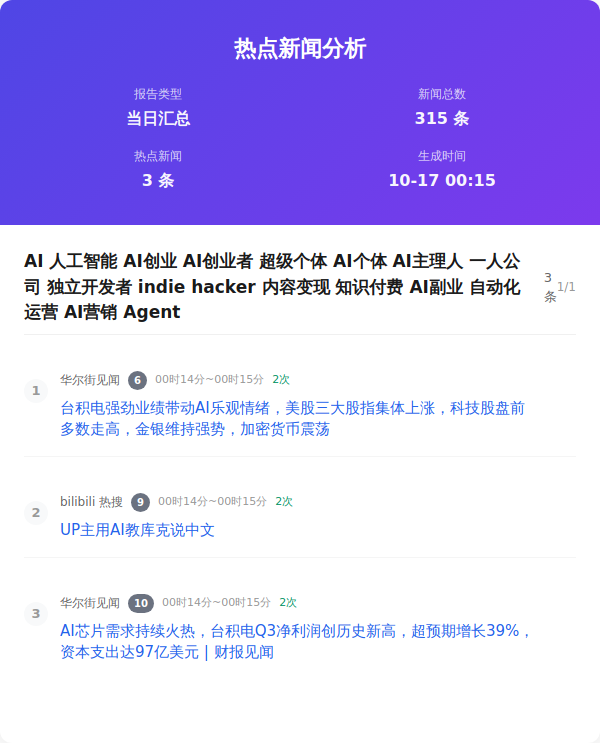 热点新闻分析
报告类型
新闻总数
当日汇总
315 条
热点新闻
生成时间
3 条
10-17 00:15
AI 人工智能 AI创业 AI创业者 超级个体 AI个体 AI主理人 一人公
司 独立开发者 indie hacker 内容变现 知识付费 AI副业 自动化
运营 AI营销 Agent
3
条
1/1
1
华尔街见闻 6 00时14分~00时15分 2次
台积电强劲业绩带动AI乐观情绪，美股三大股指集体上涨，科技股盘前
多数走高，金银维持强势，加密货币震荡
2
bilibili 热搜 9 00时14分~00时15分 2次
UP主用AI教库克说中文
3
华尔街见闻 10 00时14分~00时15分 2次
AI芯片需求持续火热，台积电Q3净利润创历史新高，超预期增长39%，
资本支出达97亿美元 | 财报见闻